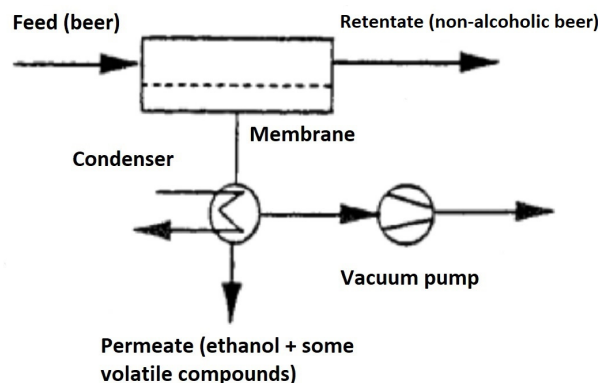 Feed (beer)
Retentate (non-alcoholic beer)
Membrane
Condenser
Vacuum pump
Permeate (ethanol + some
volatile compounds)